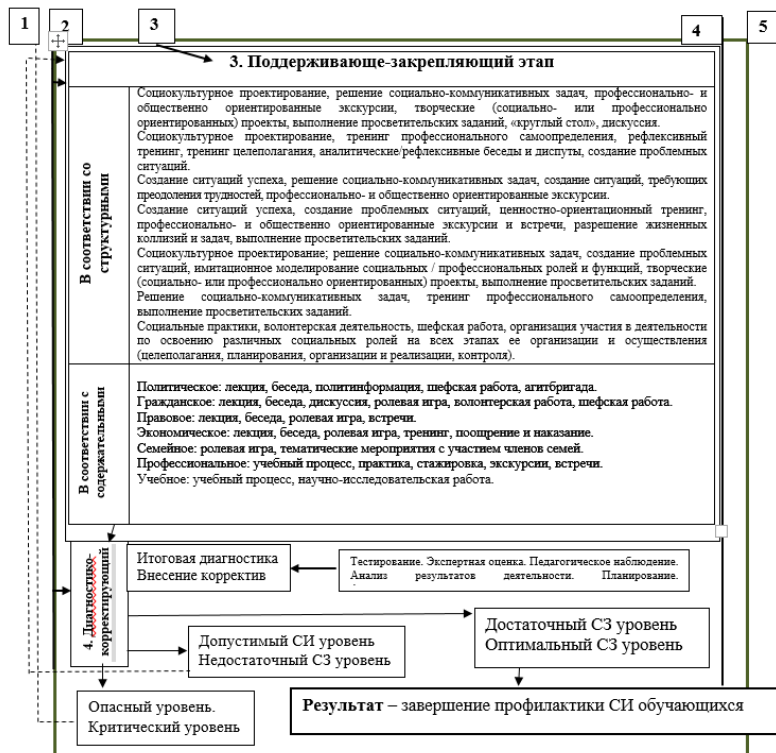 1
2
3
4
5
3. Поддерживающе-закрепляющий этап
В соответствии со
структурными
Социокультурное проектирование, решение социально-коммуникативных задач, профессионально- и
общественно ориентированные экскурсии, творческие (социально- или профессионально
ориентированных) проекты, выполнение просветительских заданий, «круглый стол», дискуссия.
Социокультурное проектирование, тренинг профессионального самоопределения, рефлексивный
тренинг, тренинг целеполагания, аналитические/рефлексивные беседы и диспуты, создание проблемных
ситуаций.
Создание ситуаций успеха, решение социально-коммуникативных задач, создание ситуаций, требующих
преодоления трудностей, профессионально- и общественно ориентированные экскурсии.
Создание ситуаций успеха, создание проблемных ситуаций, ценностно-ориентационный тренинг,
профессионально- и общественно ориентированные экскурсии и встречи, разрешение жизненных
коллизий и задач, выполнение просветительских заданий.
Социокультурное проектирование; решение социально-коммуникативных задач, создание проблемных
ситуаций, имитационное моделирование социальных / профессиональных ролей и функций, творческие
(социально- или профессионально ориентированных) проекты, выполнение просветительских заданий.
Решение социально-коммуникативных задач, тренинг профессионального самоопределения,
выполнение просветительских заданий.
Социальные практики, волонтерская деятельность, шефская работа, организация участия в деятельности
по освоению различных социальных ролей на всех этапах ее организации и осуществления
(целеполагания, планирования, организации и реализации, контроля).
В соответствии с
содержательными
Политическое: лекция, беседа, политинформация, шефская работа, агитбригада.
Гражданское: лекция, беседа, дискуссия, ролевая игра, волонтерская работа, шефская работа.
Правовое: лекция, беседа, ролевая игра, встречи.
Экономическое: лекция, беседа, ролевая игра, тренинг, поощрение и наказание.
Семейное: ролевая игра, тематические мероприятия с участием членов семей.
Профессиональное: учебный процесс, практика, стажировка, экскурсии, встречи.
Учебное: учебный процесс, научно-исследовательская работа.
4. Диагностико-
корректирующий
Итоговая диагностика
Внесение корректив
Тестирование. Экспертная оценка. Педагогическое наблюдение.
Анализ результатов деятельности. Планирование.
Допустимый СИ уровень
Недостаточный СЗ уровень
Достаточный СЗ уровень
Оптимальный СЗ уровень
Опасный уровень.
Критический уровень
Результат – завершение профилактики СИ обучающихся